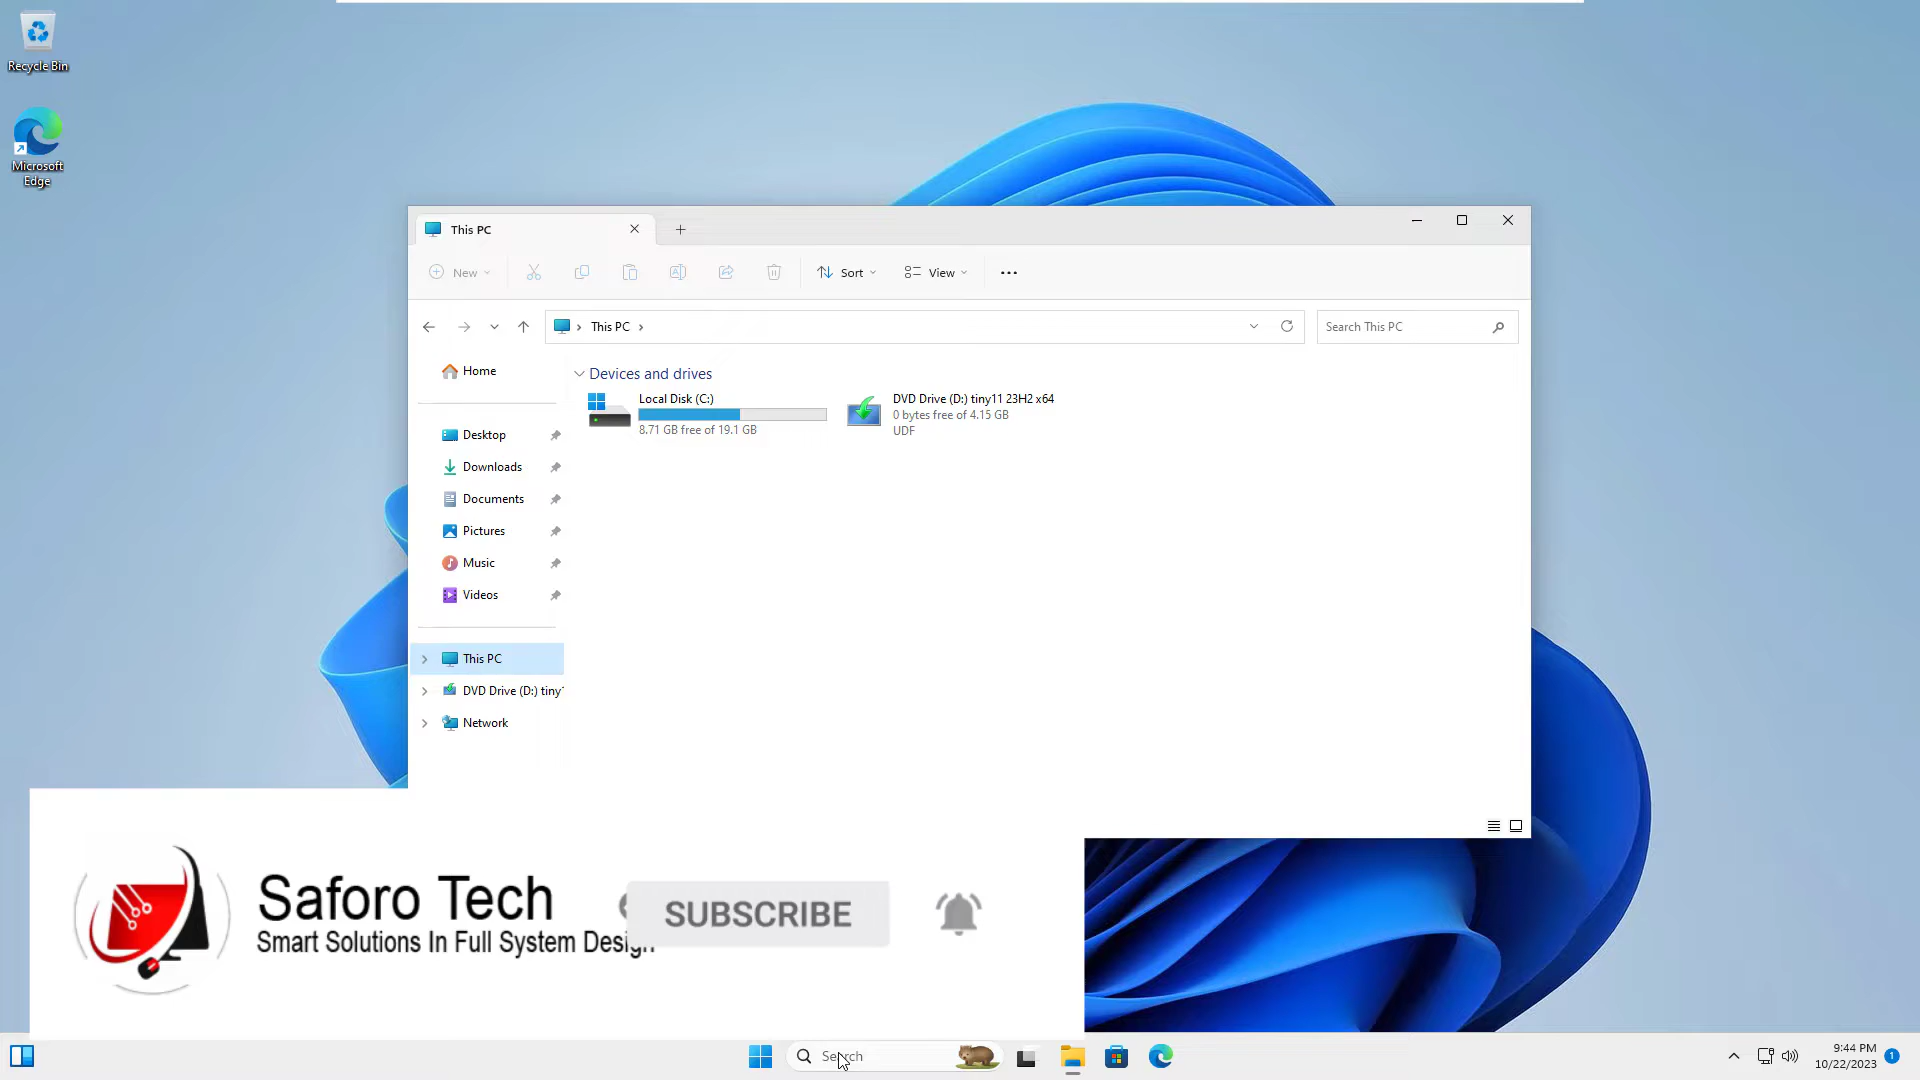 Recycle Bin
Microsoft
Edge
This PC
New
Sort
View
This PC
Search This PC
Home
Desktop
Downloads
Documents
Pictures
Music
Videos
This PC
DVD Drive (D:) tiny1
Network
Devices and drives
Local Disk (C:)
8.71 GB free of 19.1 GB
DVD Drive (D:) tiny11 23H2 x64
0 bytes free of 4.15 GB
UDF
Saforo Tech
Smart Solutions In Full System Design
SUBSCRIBE
Search
9:44 PM
10/22/2023
1